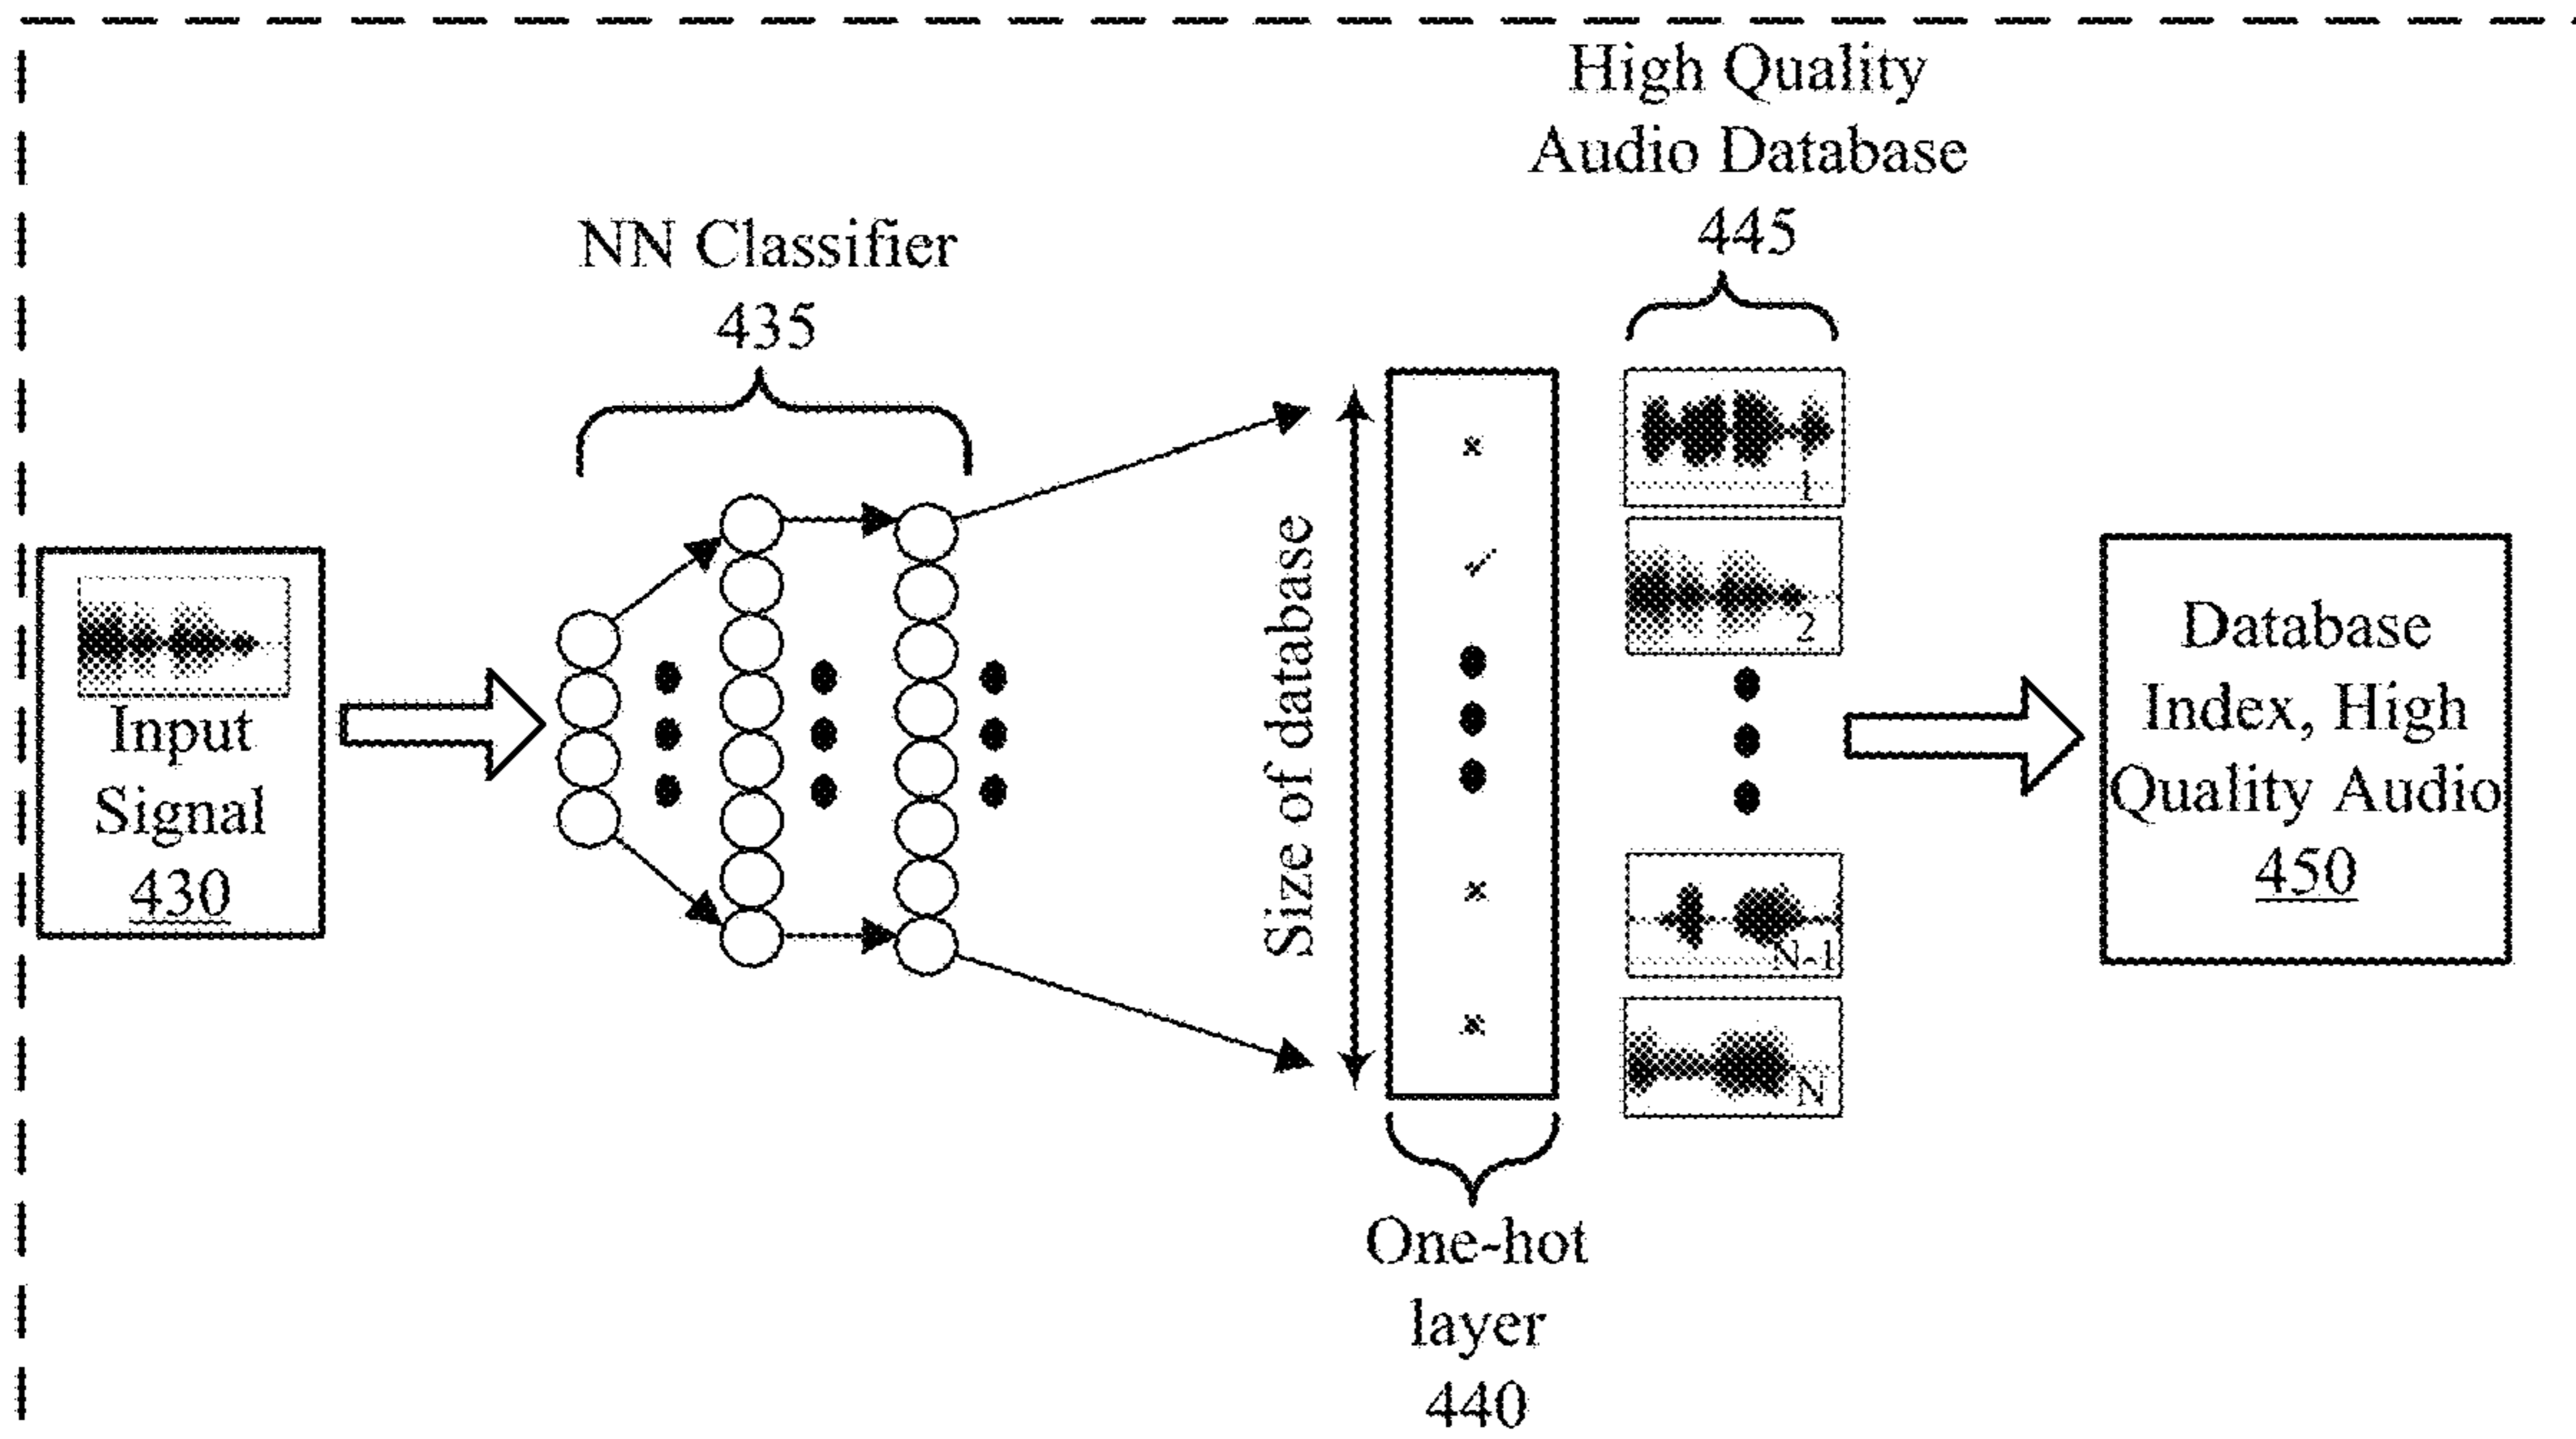 High Quality
Audio Database
445
NN Classifier
435
Input
Signal
430
Size of database
1
2
N-1
N
One-hot
layer
440
Database
Index, High
Quality Audio
450